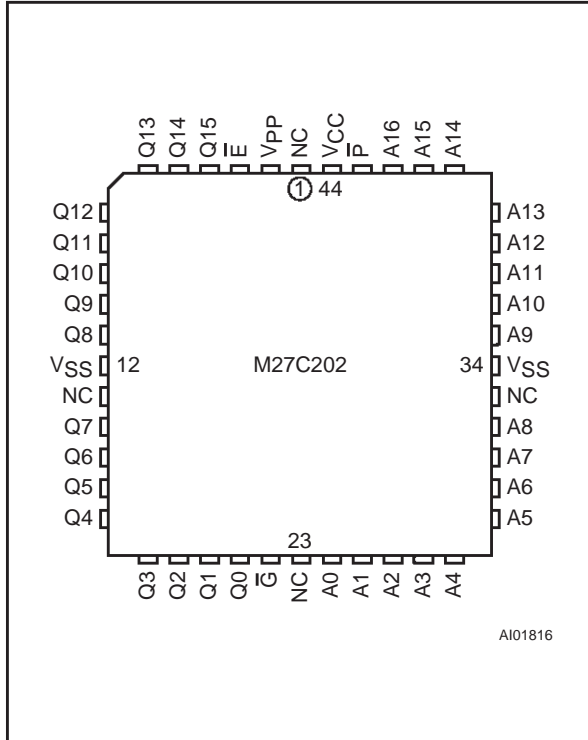 Q13
Q14
Q15
E̅
VPP
NC
VCC
P̅
A16
A15
A14
1 44
Q12
A13
Q11
A12
Q10
A11
Q9
A10
Q8
A9
VSS 12 M27C202 34 VSS
NC
NC
Q7
A8
Q6
A7
Q5
A6
Q4
A5
23
Q3
Q2
Q1
Q0
G̅
NC
A0
A1
A2
A3
A4
AI01816